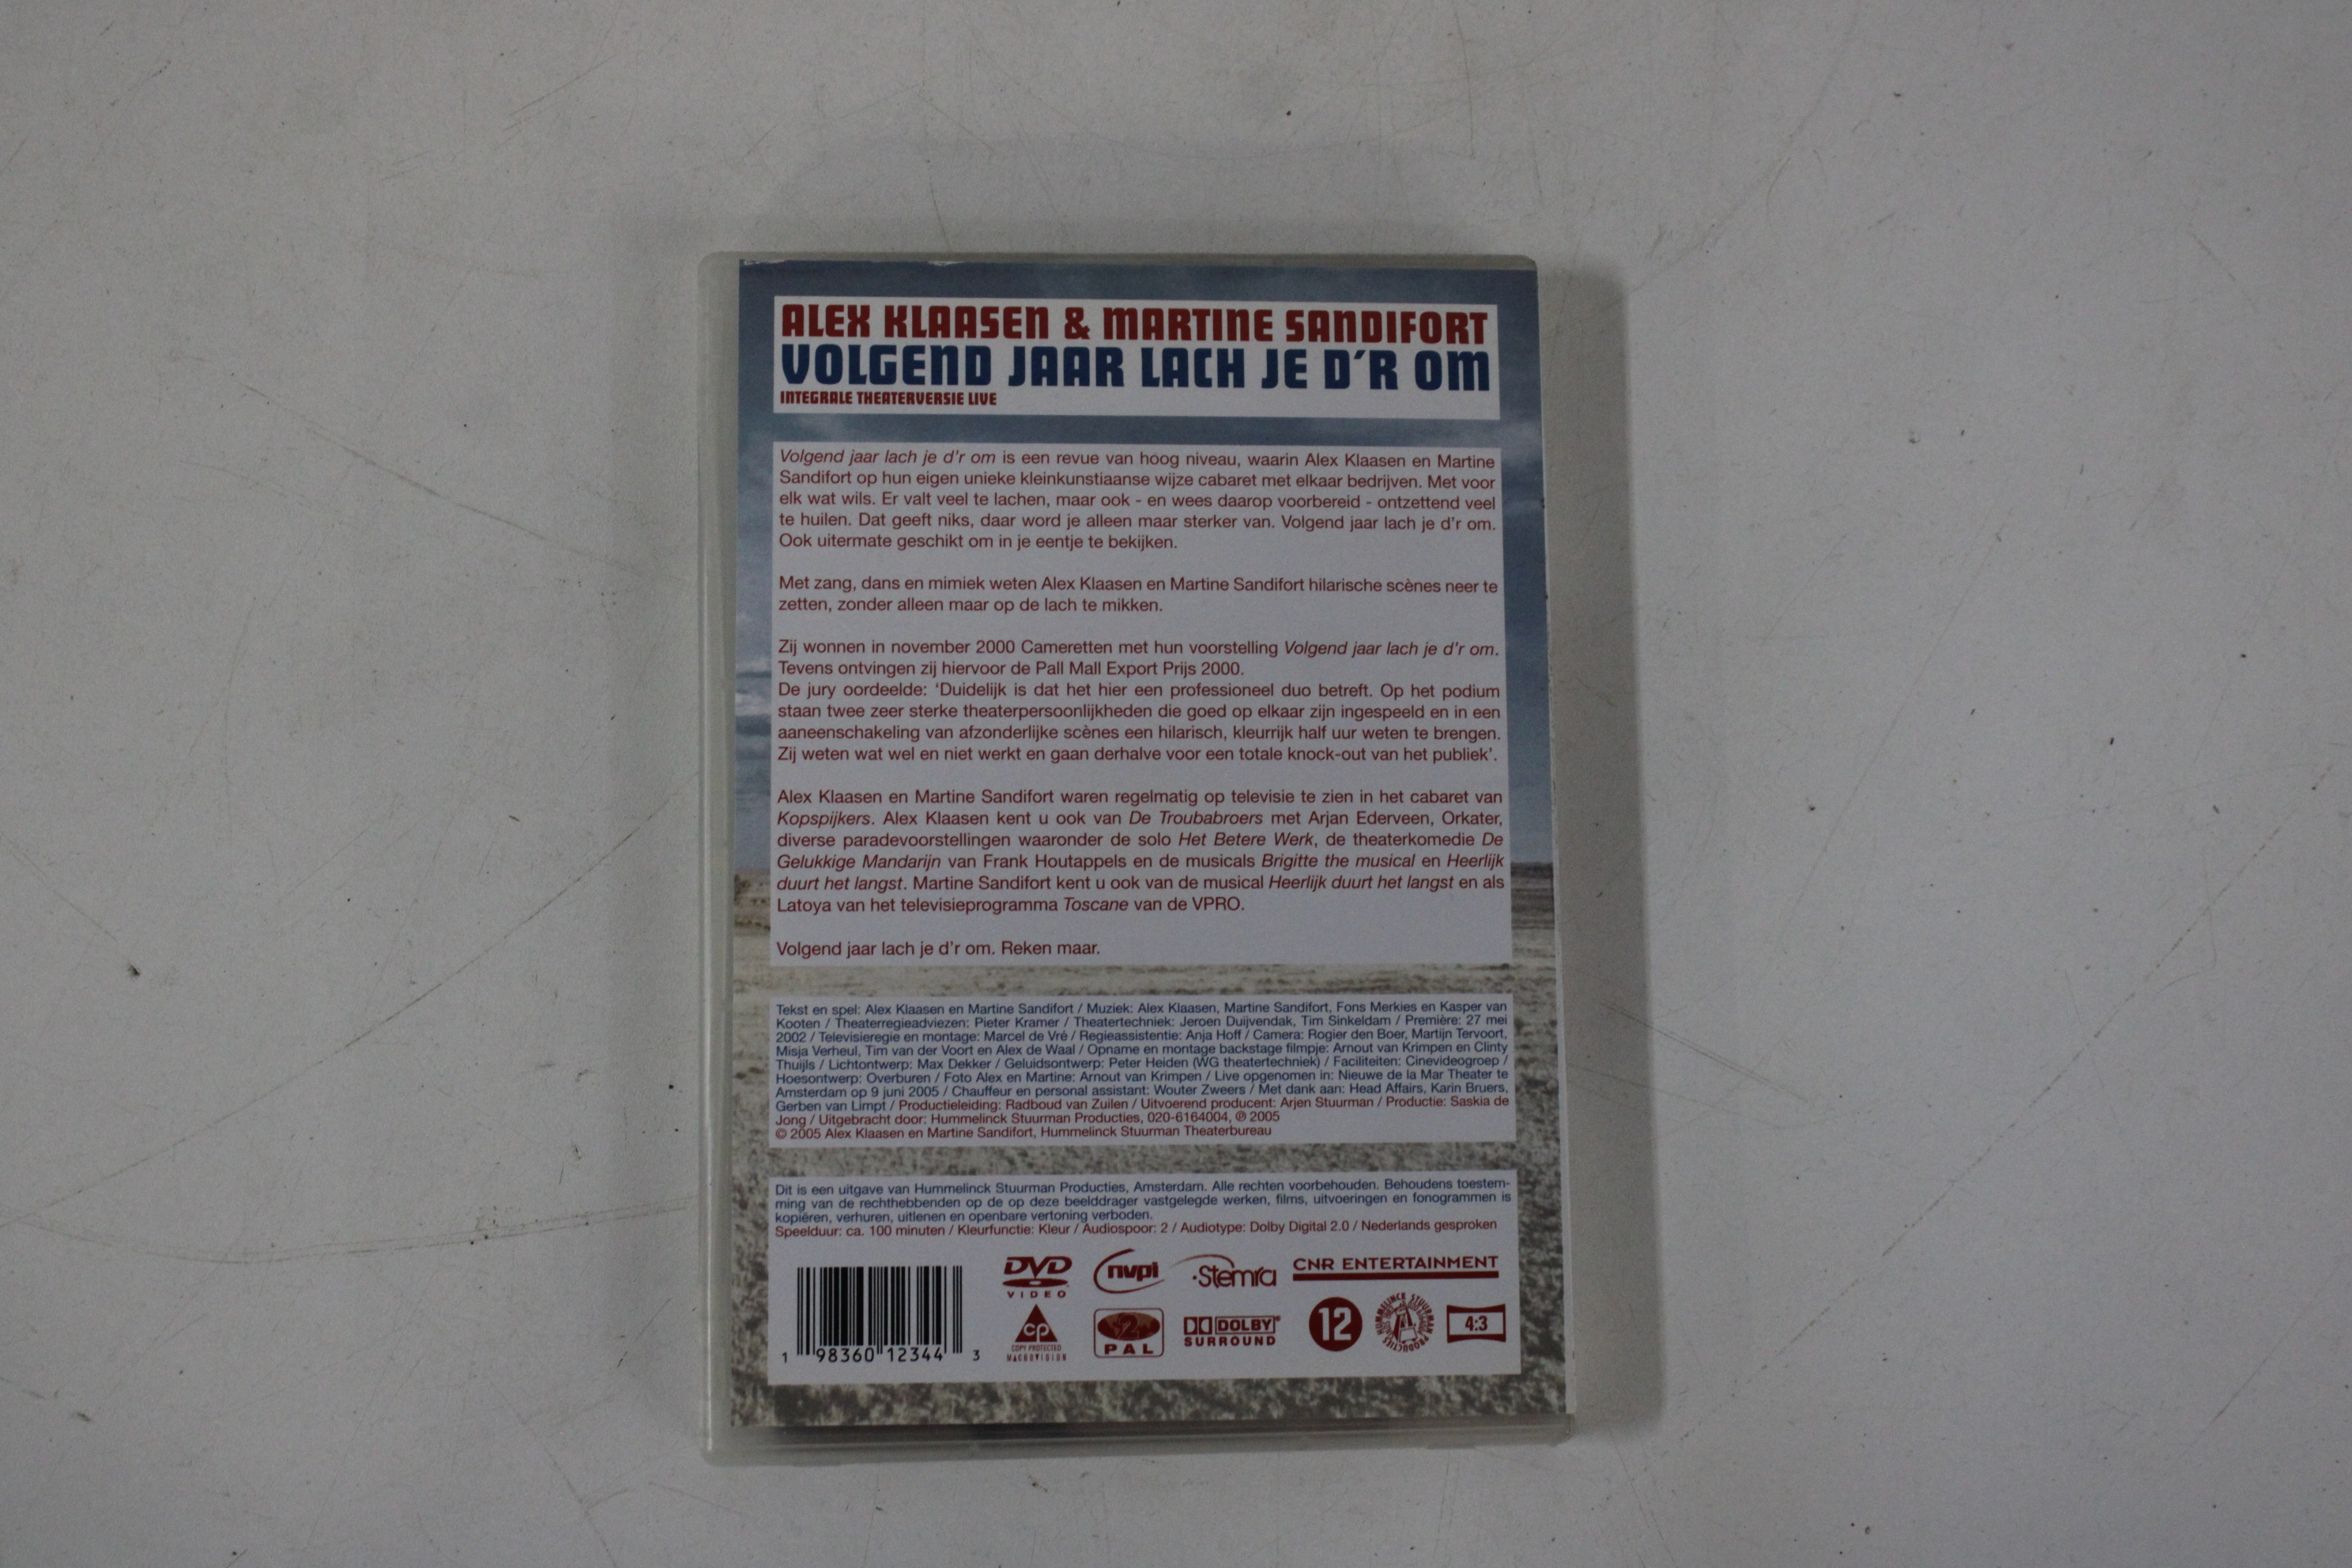 ALEX KLAASEN & MARTINE SANDIFORT
VOLGEND JAAR LACH JE D'R OM
INTEGRALE THEATERVERSIE LIVE
Volgend jaar lach je d'r om is een revue van hoog niveau, waarin Alex Klaasen en Martine
Sandifort op hun eigen unieke kleinkunstiaanse wijze cabaret met elkaar bedrijven. Met voor
elk wat wils. Er valt veel te lachen, maar ook - en wees daarop voorbereid - ontzettend veel
te huilen. Dat geeft niks, daar word je alleen maar sterker van. Volgend jaar lach je d'r om.
Ook uitermate geschikt om in je eentje te bekijken.
Met zang, dans en mimiek weten Alex Klaasen en Martine Sandifort hilarische scènes neer te
zetten, zonder alleen maar op de lach te mikken.
Zij wonnen in november 2000 Cameretten met hun voorstelling Volgend jaar lach je d'r om.
Tevens ontvingen zij hiervoor de Pall Mall Export Prijs 2000.
De jury oordeelde: 'Duidelijk is dat het hier een professioneel duo betreft. Op het podium
staan twee zeer sterke theaterpersoonlijkheden die goed op elkaar zijn ingespeeld en in een
aaneenschakeling van afzonderlijke scènes een hilarisch, kleurrijk half uur weten te brengen.
Zij weten wat wel en niet werkt en gaan derhalve voor een totale knock-out van het publiek'.
Alex Klaasen en Martine Sandifort waren regelmatig op televisie te zien in het cabaret van
Kopspijkers. Alex Klaasen kent u ook van De Troubabroers met Arjan Ederveen, Orkater,
diverse paradevoorstellingen waaronder de solo Het Betere Werk, de theaterkomedie De
Gelukkige Mandarijn van Frank Houtappels en de musicals Brigitte the musical en Heerlijk
duurt het langst. Martine Sandifort kent u ook van de musical Heerlijk duurt het langst en als
Latoya van het televisieprogramma Toscane van de VPRO.
Volgend jaar lach je d'r om. Reken maar.
Tekst en spel: Alex Klaasen en Martine Sandifort / Muziek: Alex Klaasen, Martine Sandifort, Fons Merkies en Kasper van
Kooten / Theaterregieadviezen: Pieter Kramer / Theatertechniek: Jeroen Duijvendak, Tim Sinkeldam / Première: 27 mei
2002 / Televisieregie en montage: Marcel de Vré / Regieassistentie: Anja Hoff / Camera: Rogier den Boer, Martijn Tervoort,
Misja Verheul, Tim van der Voort en Alex de Waal / Opname en montage backstage filmpje: Arnout van Krimpen en Clinty
Thuijls / Lichtontwerp: Max Dekker / Geluidsontwerp: Peter Heiden (WG theatertechniek) / Faciliteiten: Cinevideogroep /
Hoesontwerp: Overburen / Foto Alex en Martine: Arnout van Krimpen / Live opgenomen in: Nieuwe de la Mar Theater te
Amsterdam op 9 juni 2005 / Chauffeur en personal assistant: Wouter Zweers / Met dank aan: Head Affairs, Karin Bruers,
Gerben van Limpt / Productieleiding: Radboud van Zuilen / Uitvoerend producent: Arjen Stuurman / Productie: Saskia de
Jong / Uitgebracht door: Hummelinck Stuurman Producties, 020-6164004, ℗ 2005
© 2005 Alex Klaasen en Martine Sandifort, Hummelinck Stuurman Theaterbureau
Dit is een uitgave van Hummelinck Stuurman Producties, Amsterdam. Alle rechten voorbehouden. Behoudens toestem-
ming van de rechthebbenden op de op deze beelddrager vastgelegde werken, films, uitvoeringen en fonogrammen is
kopiëren, verhuren, uitlenen en openbare vertoning verboden.
Speelduur: ca. 100 minuten / Kleurfunctie: Kleur / Audiospoor: 2 / Audiotype: Dolby Digital 2.0 / Nederlands gesproken
DVD VIDEO
nvpi
Stemra
CNR ENTERTAINMENT
cp
COPY PROTECTED
MACROVISION
2
PAL
DOLBY
SURROUND
12
HUMMELINCK STUURMAN PRODUCTIES
4:3
1 98360 12344 3